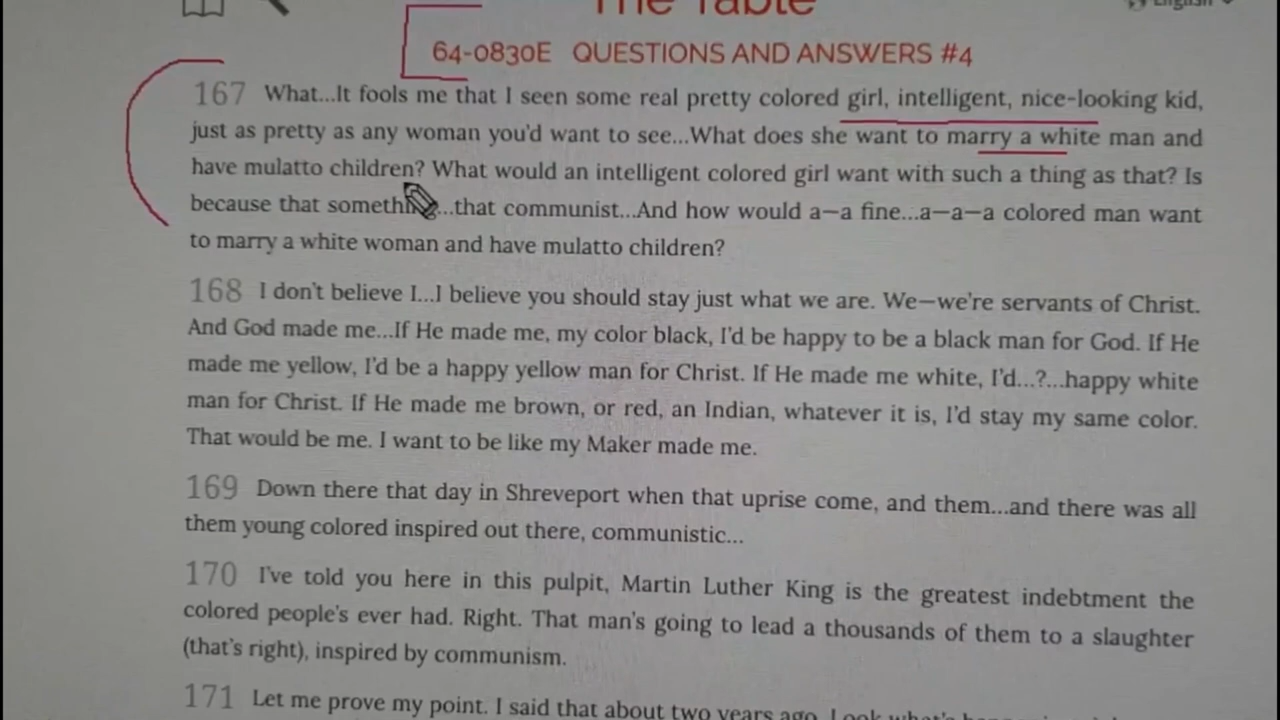 The Table
English
64-0830E QUESTIONS AND ANSWERS #4
167 What...It fools me that I seen some real pretty colored girl, intelligent, nice-looking kid,
just as pretty as any woman you'd want to see...What does she want to marry a white man and
have mulatto children? What would an intelligent colored girl want with such a thing as that? Is
because that something...that communist...And how would a—a fine...a—a—a colored man want
to marry a white woman and have mulatto children?
168 I don't believe I...I believe you should stay just what we are. We—we're servants of Christ.
And God made me...If He made me, my color black, I'd be happy to be a black man for God. If He
made me yellow, I'd be a happy yellow man for Christ. If He made me white, I'd...?...happy white
man for Christ. If He made me brown, or red, an Indian, whatever it is, I'd stay my same color.
That would be me. I want to be like my Maker made me.
169 Down there that day in Shreveport when that uprise come, and them...and there was all
them young colored inspired out there, communistic...
170 I've told you here in this pulpit, Martin Luther King is the greatest indebtment the
colored people's ever had. Right. That man's going to lead a thousands of them to a slaughter
(that's right), inspired by communism.
171 Let me prove my point. I said that about two years ago. Look what's